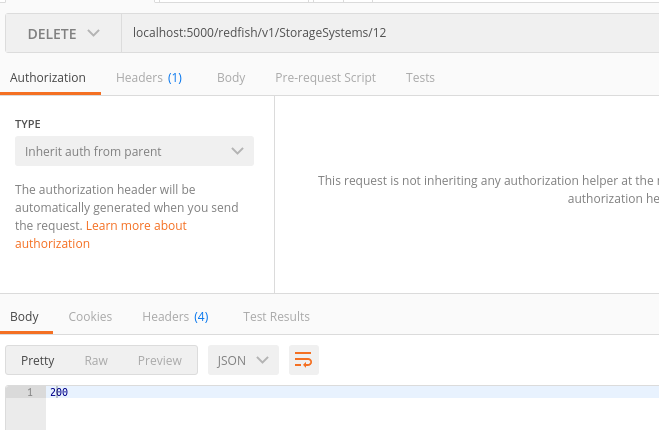 DELETE localhost:5000/redfish/v1/StorageSystems/12
Authorization Headers (1) Body Pre-request Script Tests
TYPE
Inherit auth from parent
The authorization header will be
automatically generated when you send
the request. Learn more about
authorization
This request is not inheriting any authorization helper at the
authorization he
Body Cookies Headers (4) Test Results
Pretty Raw Preview JSON
1 200